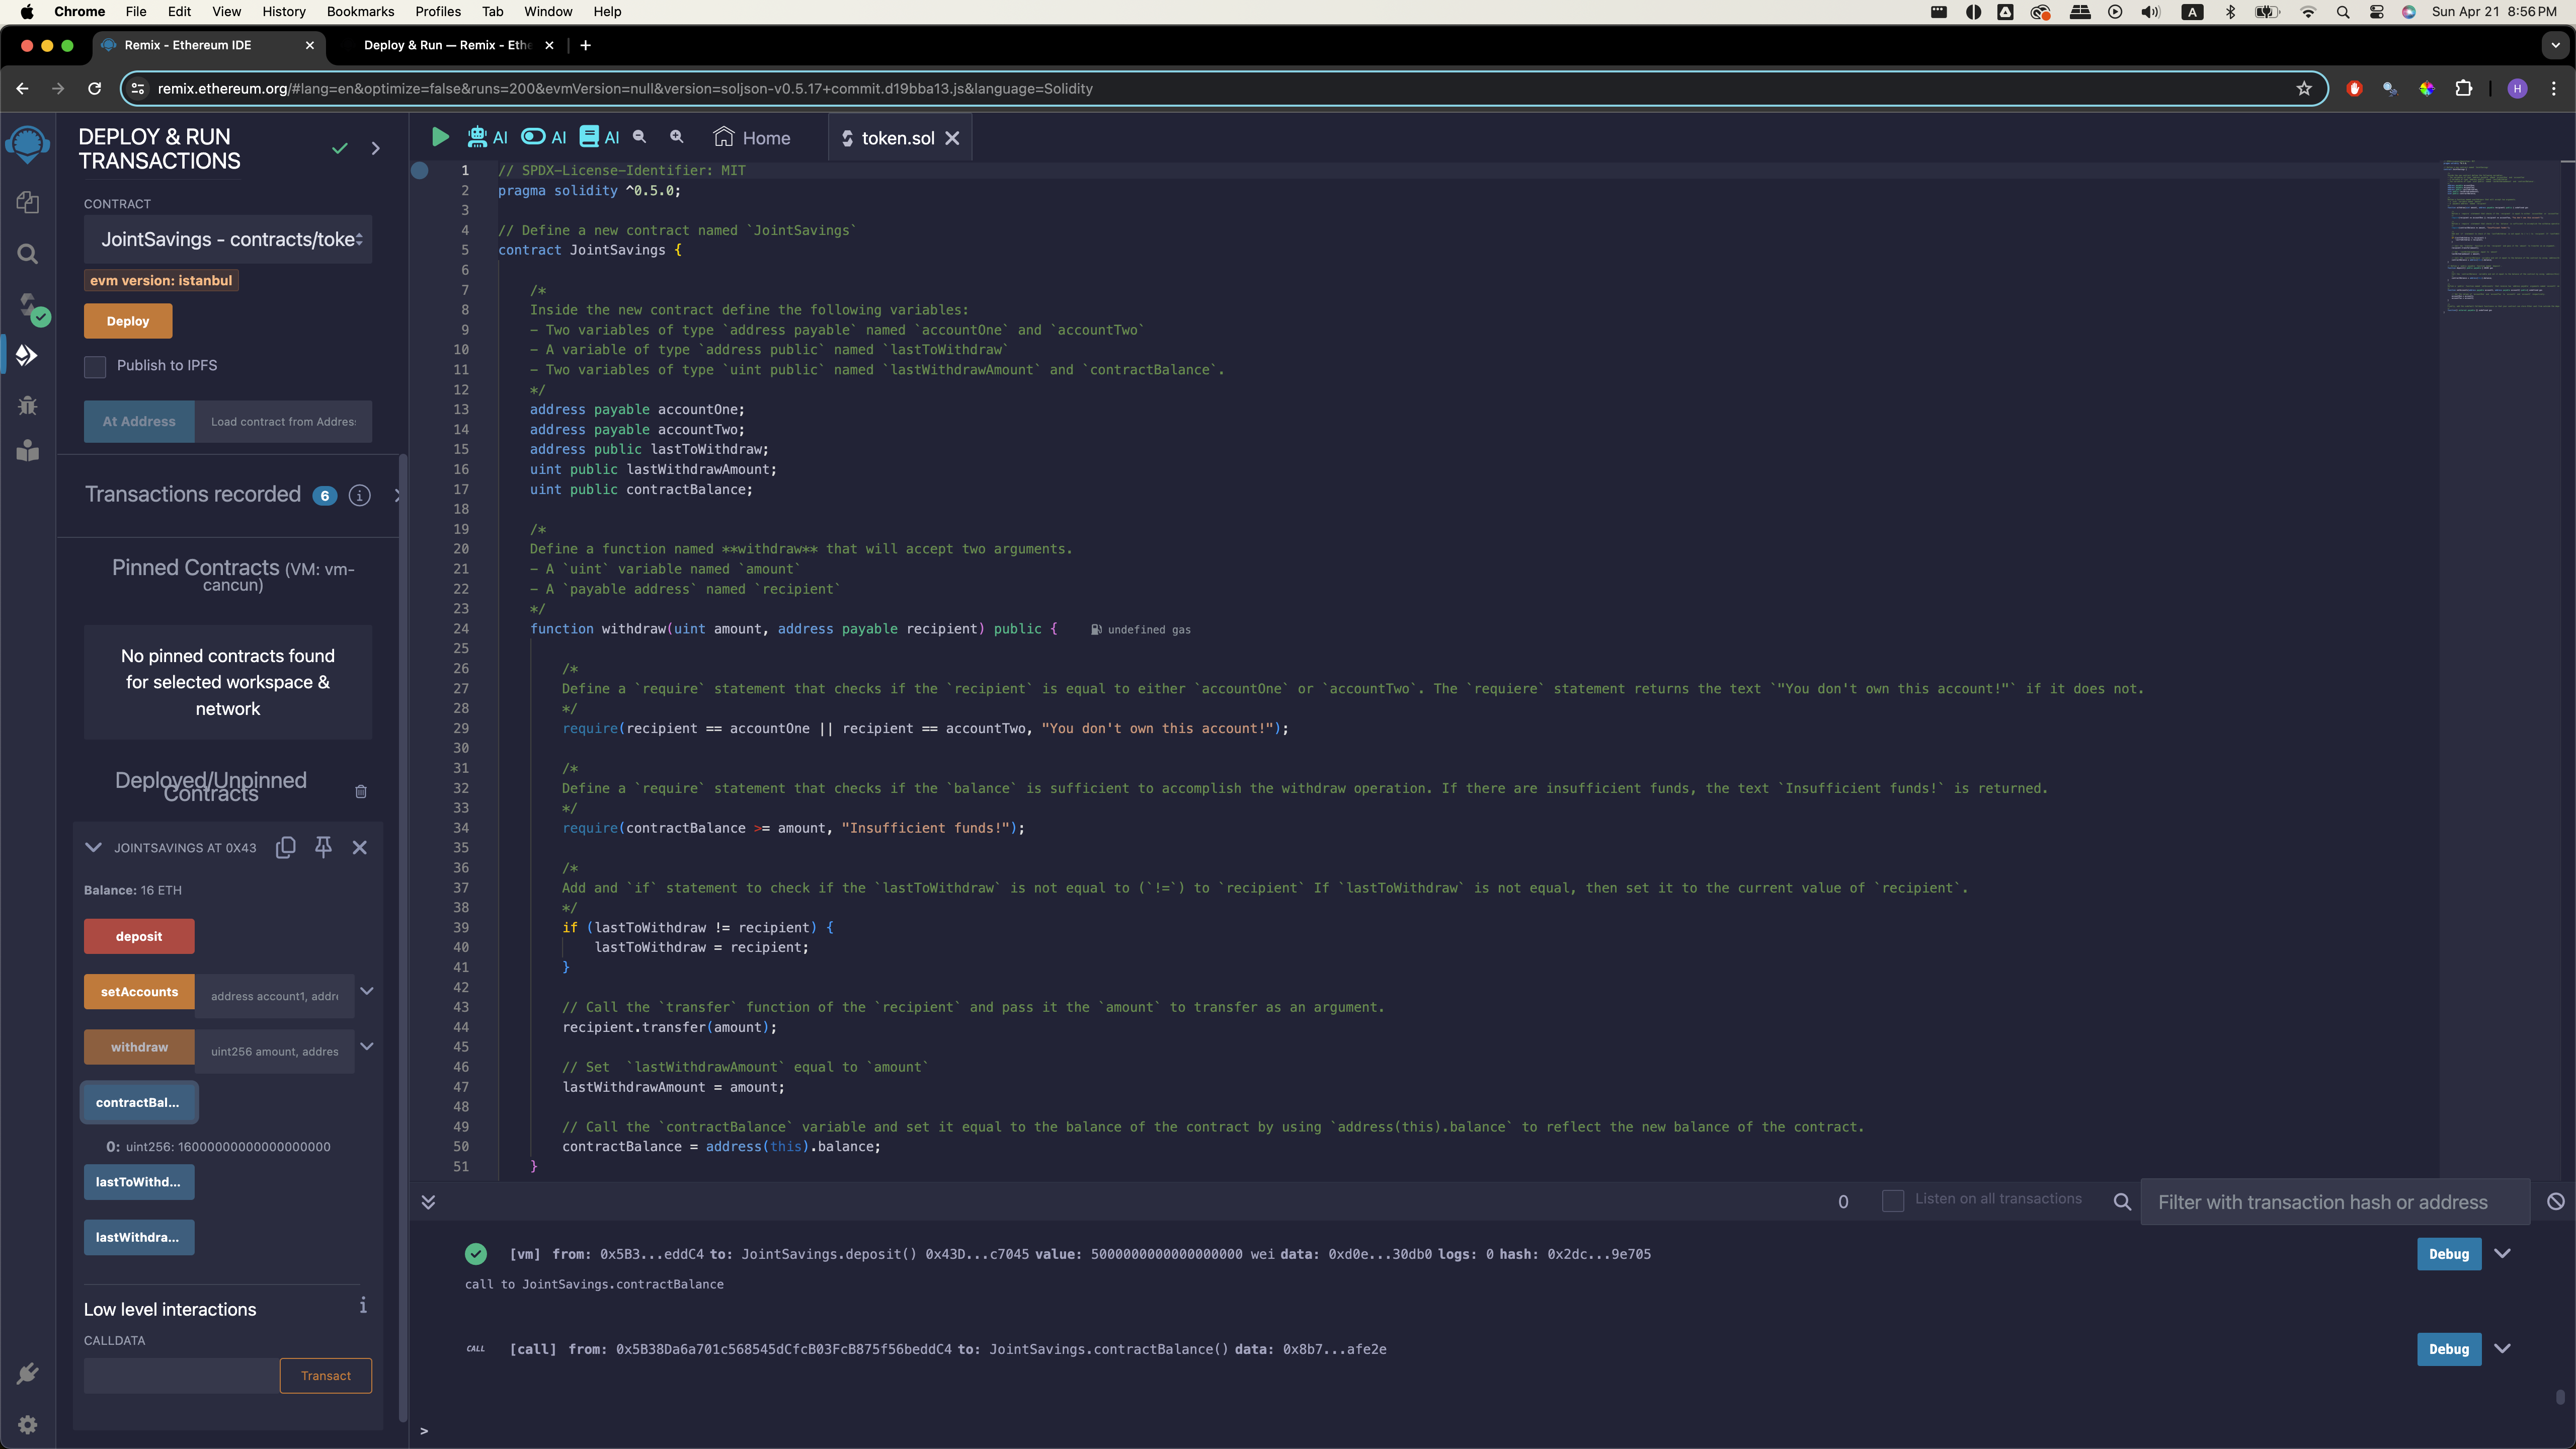 Chrome File Edit View History Bookmarks Profiles Tab Window Help
A
Sun Apr 21 8:56 PM
Remix - Ethereum IDE
Deploy & Run — Remix - Eth
remix.ethereum.org/#lang=en&optimize=false&runs=200&evmVersion=null&version=soljson-v0.5.17+commit.d19bba13.js&language=Solidity
H
DEPLOY & RUN
TRANSACTIONS
CONTRACT
JointSavings - contracts/toke
evm version: istanbul
Deploy
Publish to IPFS
At Address
Load contract from Addres
Transactions recorded 6 i
Pinned Contracts (VM: vm-
cancun)
No pinned contracts found
for selected workspace &
network
Deployed/Unpinned
Contracts
JOINTSAVINGS AT 0X43
Balance: 16 ETH
deposit
setAccounts address account1, addr
withdraw uint256 amount, addres
contractBal...
0: uint256: 16000000000000000000
lastToWithd...
lastWithdra...
Low level interactions i
CALLDATA
Transact
AI AI AI Home token.sol
1 // SPDX-License-Identifier: MIT
2 pragma solidity ^0.5.0;
3
4 // Define a new contract named `JointSavings`
5 contract JointSavings {
6
7 /*
8 Inside the new contract define the following variables:
9 - Two variables of type `address payable` named `accountOne` and `accountTwo`
10 - A variable of type `address public` named `lastToWithdraw`
11 - Two variables of type `uint public` named `lastWithdrawAmount` and `contractBalance`.
12 */
13 address payable accountOne;
14 address payable accountTwo;
15 address public lastToWithdraw;
16 uint public lastWithdrawAmount;
17 uint public contractBalance;
18
19 /*
20 Define a function named **withdraw** that will accept two arguments.
21 - A `uint` variable named `amount`
22 - A `payable address` named `recipient`
23 */
24 function withdraw(uint amount, address payable recipient) public { undefined gas
25
26 /*
27 Define a `require` statement that checks if the `recipient` is equal to either `accountOne` or `accountTwo`. The `requiere` statement returns the text `"You don't own this account!"` if it does not.
28 */
29 require(recipient == accountOne || recipient == accountTwo, "You don't own this account!");
30
31 /*
32 Define a `require` statement that checks if the `balance` is sufficient to accomplish the withdraw operation. If there are insufficient funds, the text `Insufficient funds!` is returned.
33 */
34 require(contractBalance >= amount, "Insufficient funds!");
35
36 /*
37 Add and `if` statement to check if the `lastToWithdraw` is not equal to (`!=`) to `recipient` If `lastToWithdraw` is not equal, then set it to the current value of `recipient`.
38 */
39 if (lastToWithdraw != recipient) {
40 lastToWithdraw = recipient;
41 }
42
43 // Call the `transfer` function of the `recipient` and pass it the `amount` to transfer as an argument.
44 recipient.transfer(amount);
45
46 // Set  `lastWithdrawAmount` equal to `amount`
47 lastWithdrawAmount = amount;
48
49 // Call the `contractBalance` variable and set it equal to the balance of the contract by using `address(this).balance` to reflect the new balance of the contract.
50 contractBalance = address(this).balance;
51 }
0 Listen on all transactions Filter with transaction hash or address
[vm] from: 0x5B3...eddC4 to: JointSavings.deposit() 0x43D...c7045 value: 5000000000000000000 wei data: 0xd0e...30db0 logs: 0 hash: 0x2dc...9e705 Debug
call to JointSavings.contractBalance
CALL [call] from: 0x5B38Da6a701c568545dCfcB03FcB875f56beddC4 to: JointSavings.contractBalance() data: 0x8b7...afe2e Debug
>